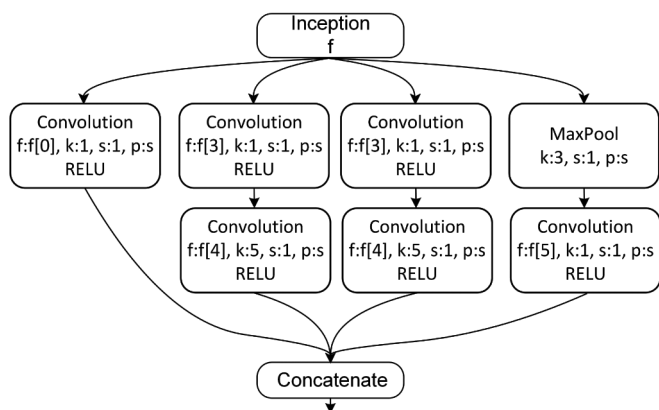 Inception
f
Convolution
f:f[0], k:1, s:1, p:s
RELU
Convolution
f:f[3], k:1, s:1, p:s
RELU
Convolution
f:f[3], k:1, s:1, p:s
RELU
MaxPool
k:3, s:1, p:s
Convolution
f:f[4], k:5, s:1, p:s
RELU
Convolution
f:f[4], k:5, s:1, p:s
RELU
Convolution
f:f[5], k:1, s:1, p:s
RELU
Concatenate